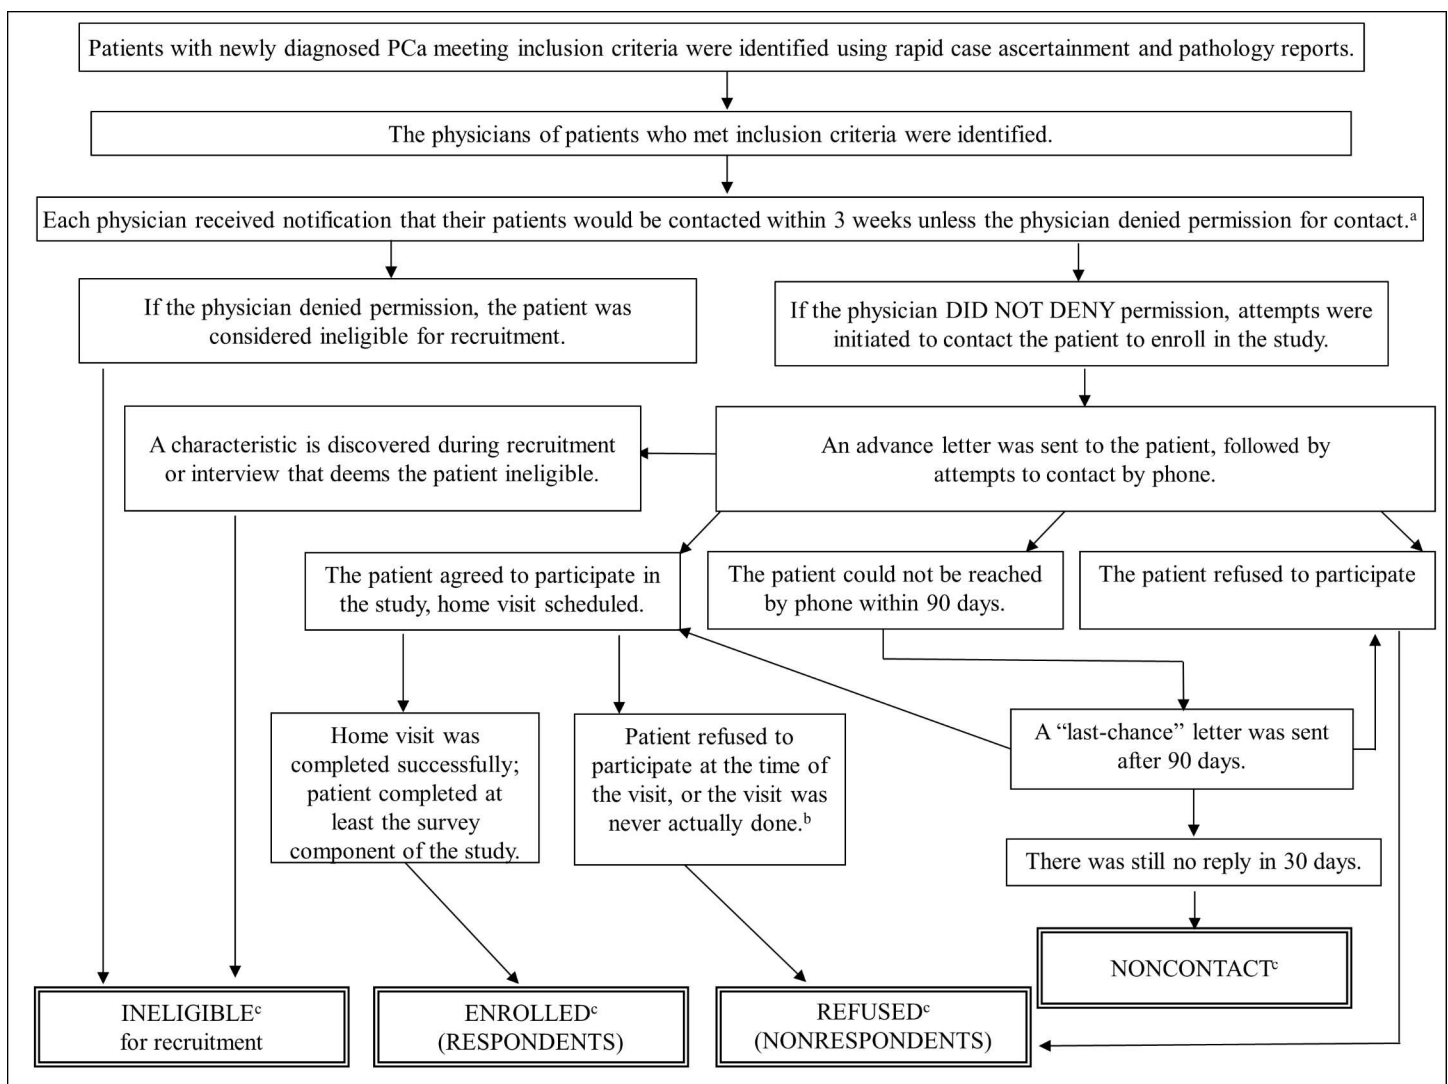 Patients with newly diagnosed PCa meeting inclusion criteria were identified using rapid case ascertainment and pathology reports.
The physicians of patients who met inclusion criteria were identified.
Each physician received notification that their patients would be contacted within 3 weeks unless the physician denied permission for contact.ᵃ
If the physician denied permission, the patient was
considered ineligible for recruitment.
If the physician DID NOT DENY permission, attempts were
initiated to contact the patient to enroll in the study.
A characteristic is discovered during recruitment
or interview that deems the patient ineligible.
An advance letter was sent to the patient, followed by
attempts to contact by phone.
The patient agreed to participate in
the study, home visit scheduled.
The patient could not be reached
by phone within 90 days.
The patient refused to participate
Home visit was
completed successfully;
patient completed at
least the survey
component of the study.
Patient refused to
participate at the time of
the visit, or the visit was
never actually done.ᵇ
A “last-chance” letter was sent
after 90 days.
There was still no reply in 30 days.
NONCONTACTᶜ
INELIGIBLEᶜ
for recruitment
ENROLLEDᶜ
(RESPONDENTS)
REFUSEDᶜ
(NONRESPONDENTS)